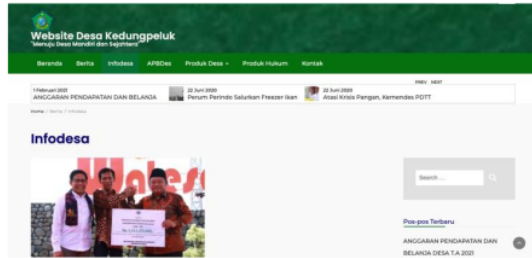 Website Desa Kedungpeluk
"Menuju Desa Mandiri dan Sejahtera"
Beranda Berita Infodesa APBDes Produk Desa Produk Hukum Kontak
PREV NEXT
1 Februari 2021 22 Juni 2020 22 Juni 2020
ANGGARAN PENDAPATAN DAN BELANJA Perum Perindo Salurkan Freezer Ikan Atasi Krisis Pangan, Kemendes PDTT
Home / Berita / Infodesa
Infodesa
Search ...
Pos-pos Terbaru
ANGGARAN PENDAPATAN DAN
BELANJA DESA T.A 2021